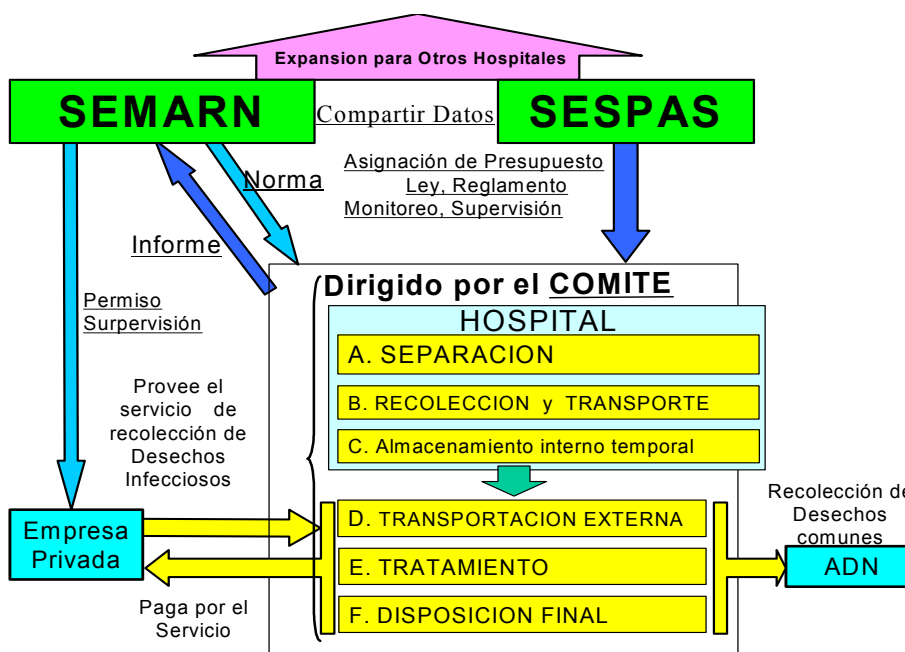 Expansion para Otros Hospitales
SEMARN
Compartir Datos
SESPAS
Asignación de Presupuesto
Ley, Reglamento
Monitoreo, Supervisión
Norma
Informe
Permiso
Surpervisión
Dirigido por el COMITE
HOSPITAL
A. SEPARACION
B. RECOLECCION y TRANSPORTE
C. Almacenamiento interno temporal
Provee el
servicio de
recolección de
Desechos
Infecciosos
Empresa
Privada
Paga por el
Servicio
D. TRANSPORTACION EXTERNA
E. TRATAMIENTO
F. DISPOSICION FINAL
Recolección de
Desechos
comunes
ADN